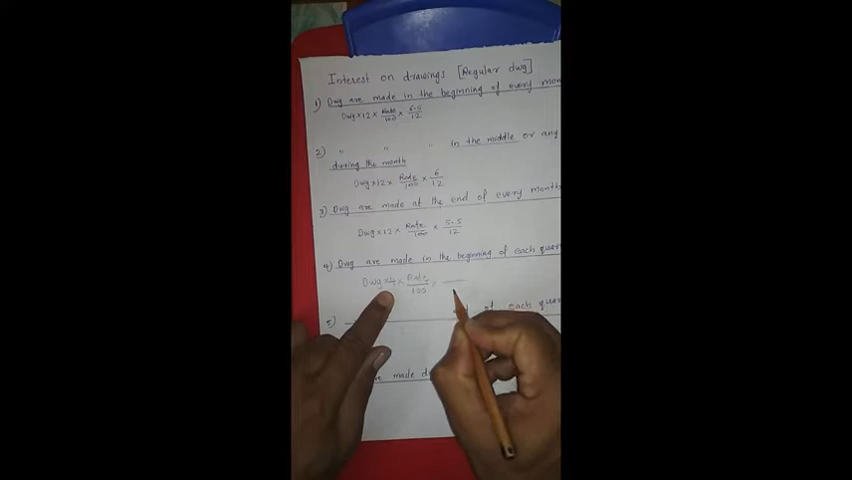 Interest on drawings [Regular dwg]
1) Dwg are made in the beginning of every mon
Dwg×12 × Rate/100 × 6.5/12
2) " " " in the middle or any
during the month
Dwg×12 × Rate/100 × 6/12
3) Dwg are made at the end of every month
Dwg×12 × Rate/100 × 5.5/12
4) Dwg are made in the beginning of each quar
Dwg×4 × Rate/100 ×
5) of each quar
made d